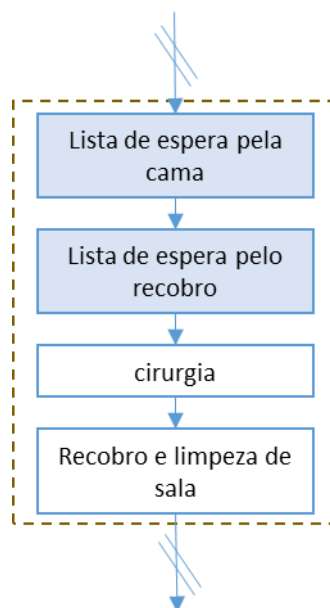 Lista de espera pela
cama
Lista de espera pelo
recobro
cirurgia
Recobro e limpeza de
sala